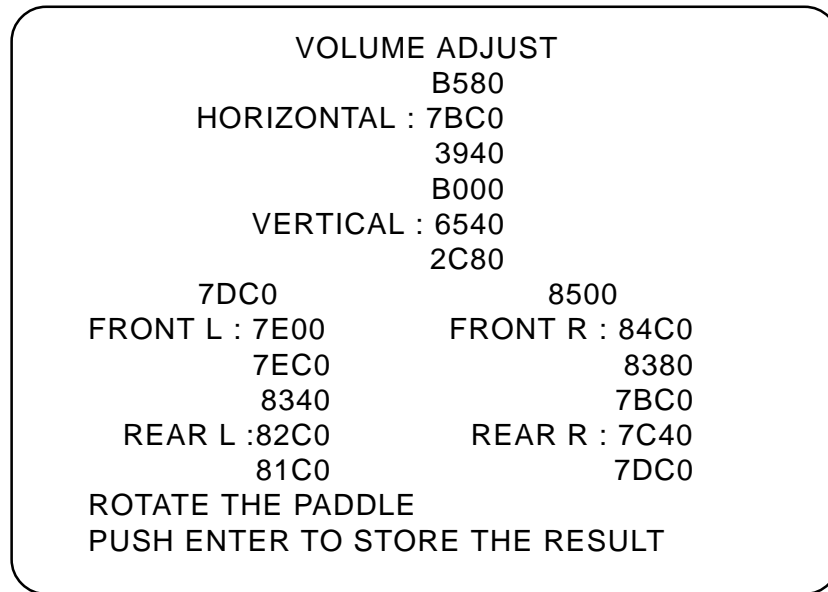 VOLUME ADJUST
B580
HORIZONTAL : 7BC0
3940
B000
VERTICAL : 6540
2C80
7DC0 8500
FRONT L : 7E00 FRONT R : 84C0
7EC0 8380
8340 7BC0
REAR L :82C0 REAR R : 7C40
81C0 7DC0
ROTATE THE PADDLE
PUSH ENTER TO STORE THE RESULT